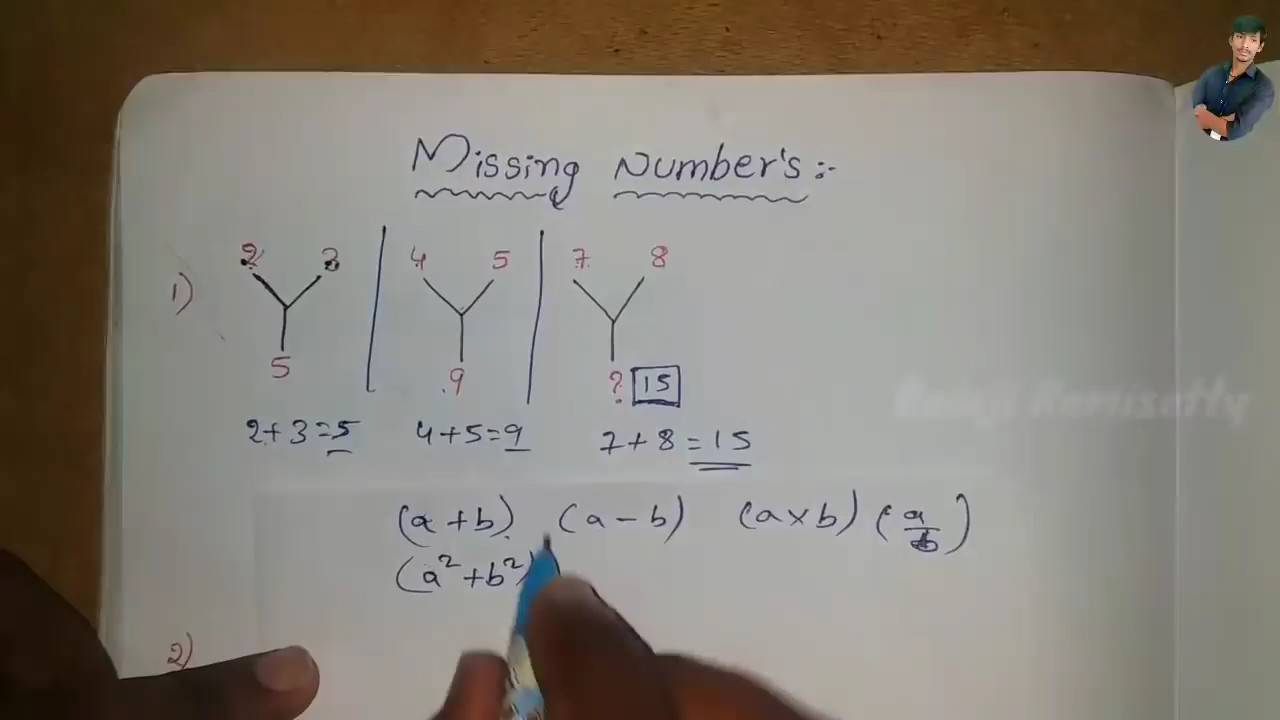 Missing Number's:-
1) 2 3 4 5 7 8
5 9 ? 15
2+3=5 4+5=9 7+8=15
(a+b) (a-b) (a×b) (a/b)
(a²+b²)
2)